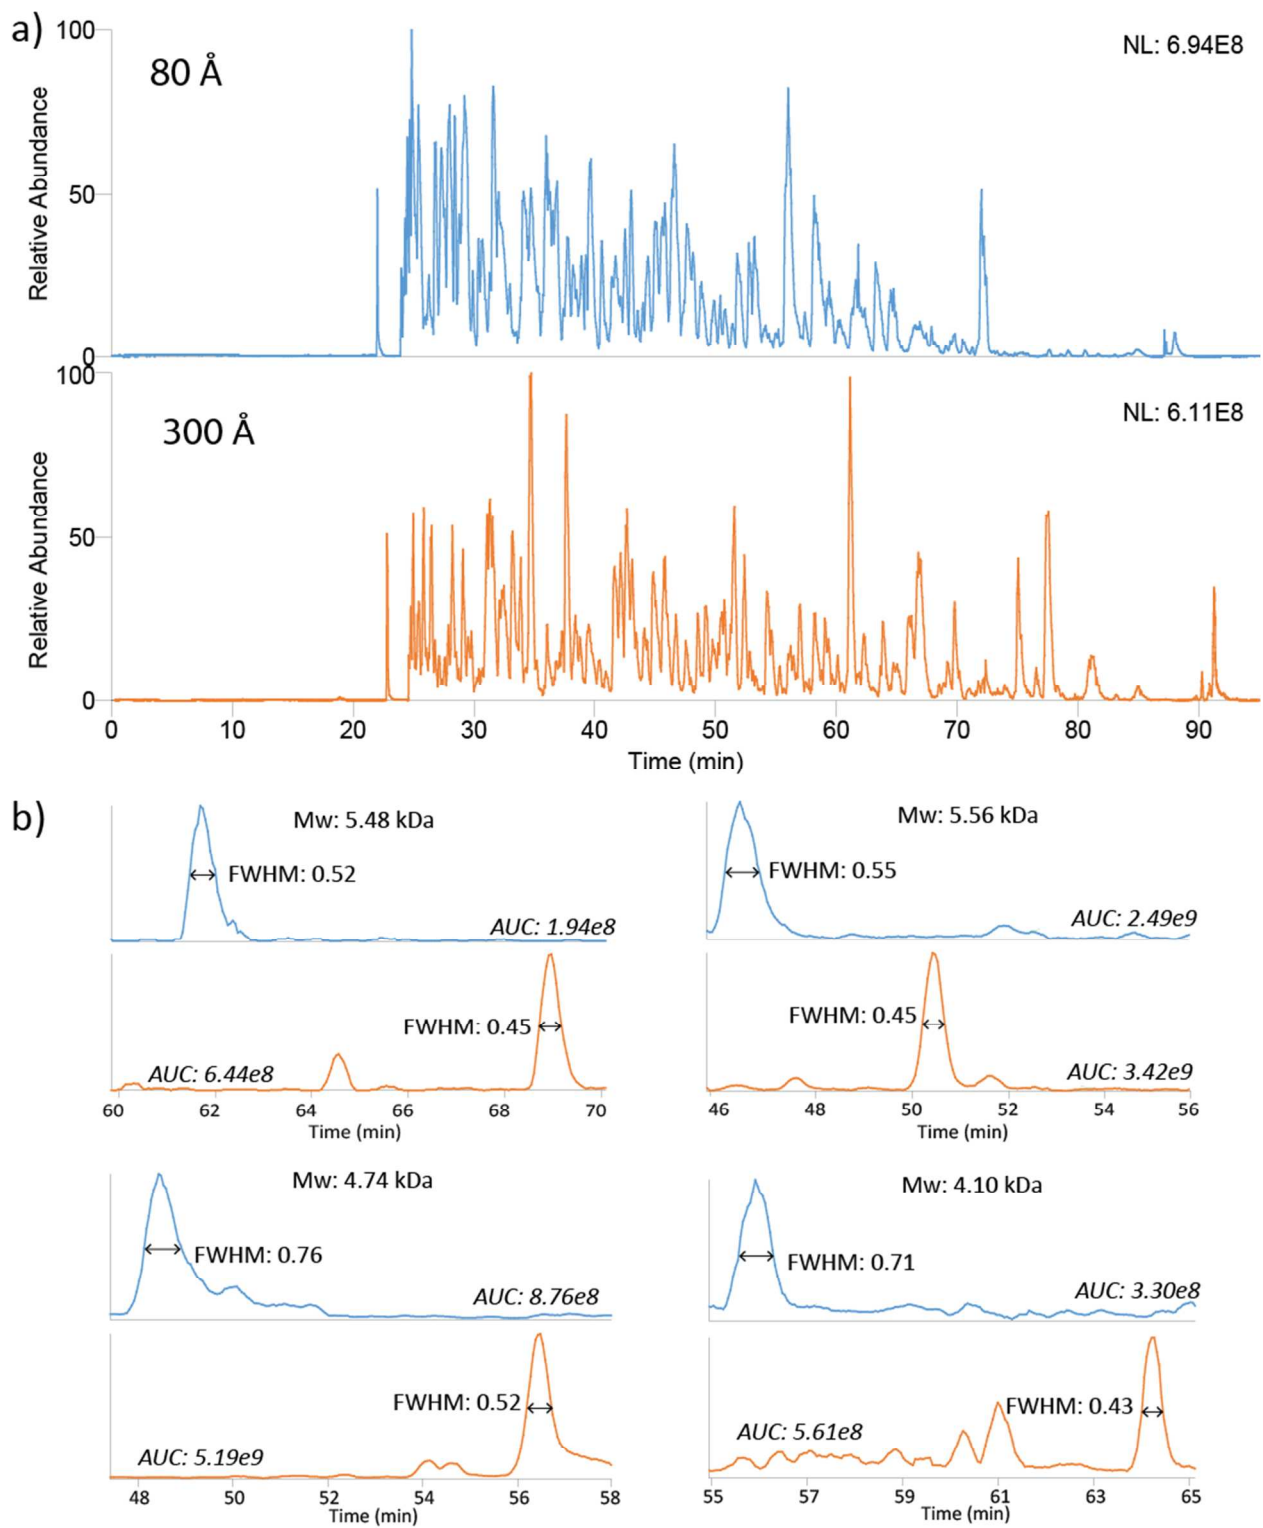 a)
100
80 Å
NL: 6.94E8
Relative Abundance
50
0
100
300 Å
NL: 6.11E8
Relative Abundance
50
0
0 10 20 30 40 50 60 70 80 90
Time (min)
b)
Mw: 5.48 kDa
FWHM: 0.52
AUC: 1.94e8
FWHM: 0.45
AUC: 6.44e8
60 62 64 66 68 70
Time (min)
Mw: 5.56 kDa
FWHM: 0.55
AUC: 2.49e9
FWHM: 0.45
AUC: 3.42e9
46 48 50 52 54 56
Time (min)
Mw: 4.74 kDa
FWHM: 0.76
AUC: 8.76e8
FWHM: 0.52
AUC: 5.19e9
48 50 52 54 56 58
Time (min)
Mw: 4.10 kDa
FWHM: 0.71
AUC: 3.30e8
FWHM: 0.43
AUC: 5.61e8
55 57 59 61 63 65
Time (min)